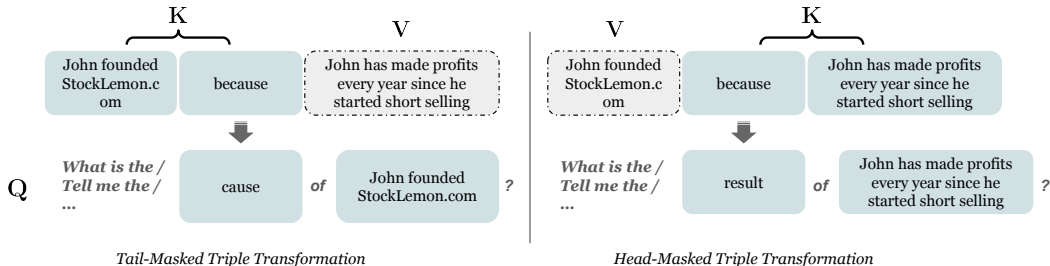 K
V
John founded
StockLemon.c
om
because
John has made profits
every year since he
started short selling
Q
What is the /
Tell me the /
...
cause
of
John founded
StockLemon.com
?
Tail-Masked Triple Transformation
V
K
John founded
StockLemon.c
om
because
John has made profits
every year since he
started short selling
What is the /
Tell me the /
...
result
of
John has made profits
every year since he
started short selling
?
Head-Masked Triple Transformation